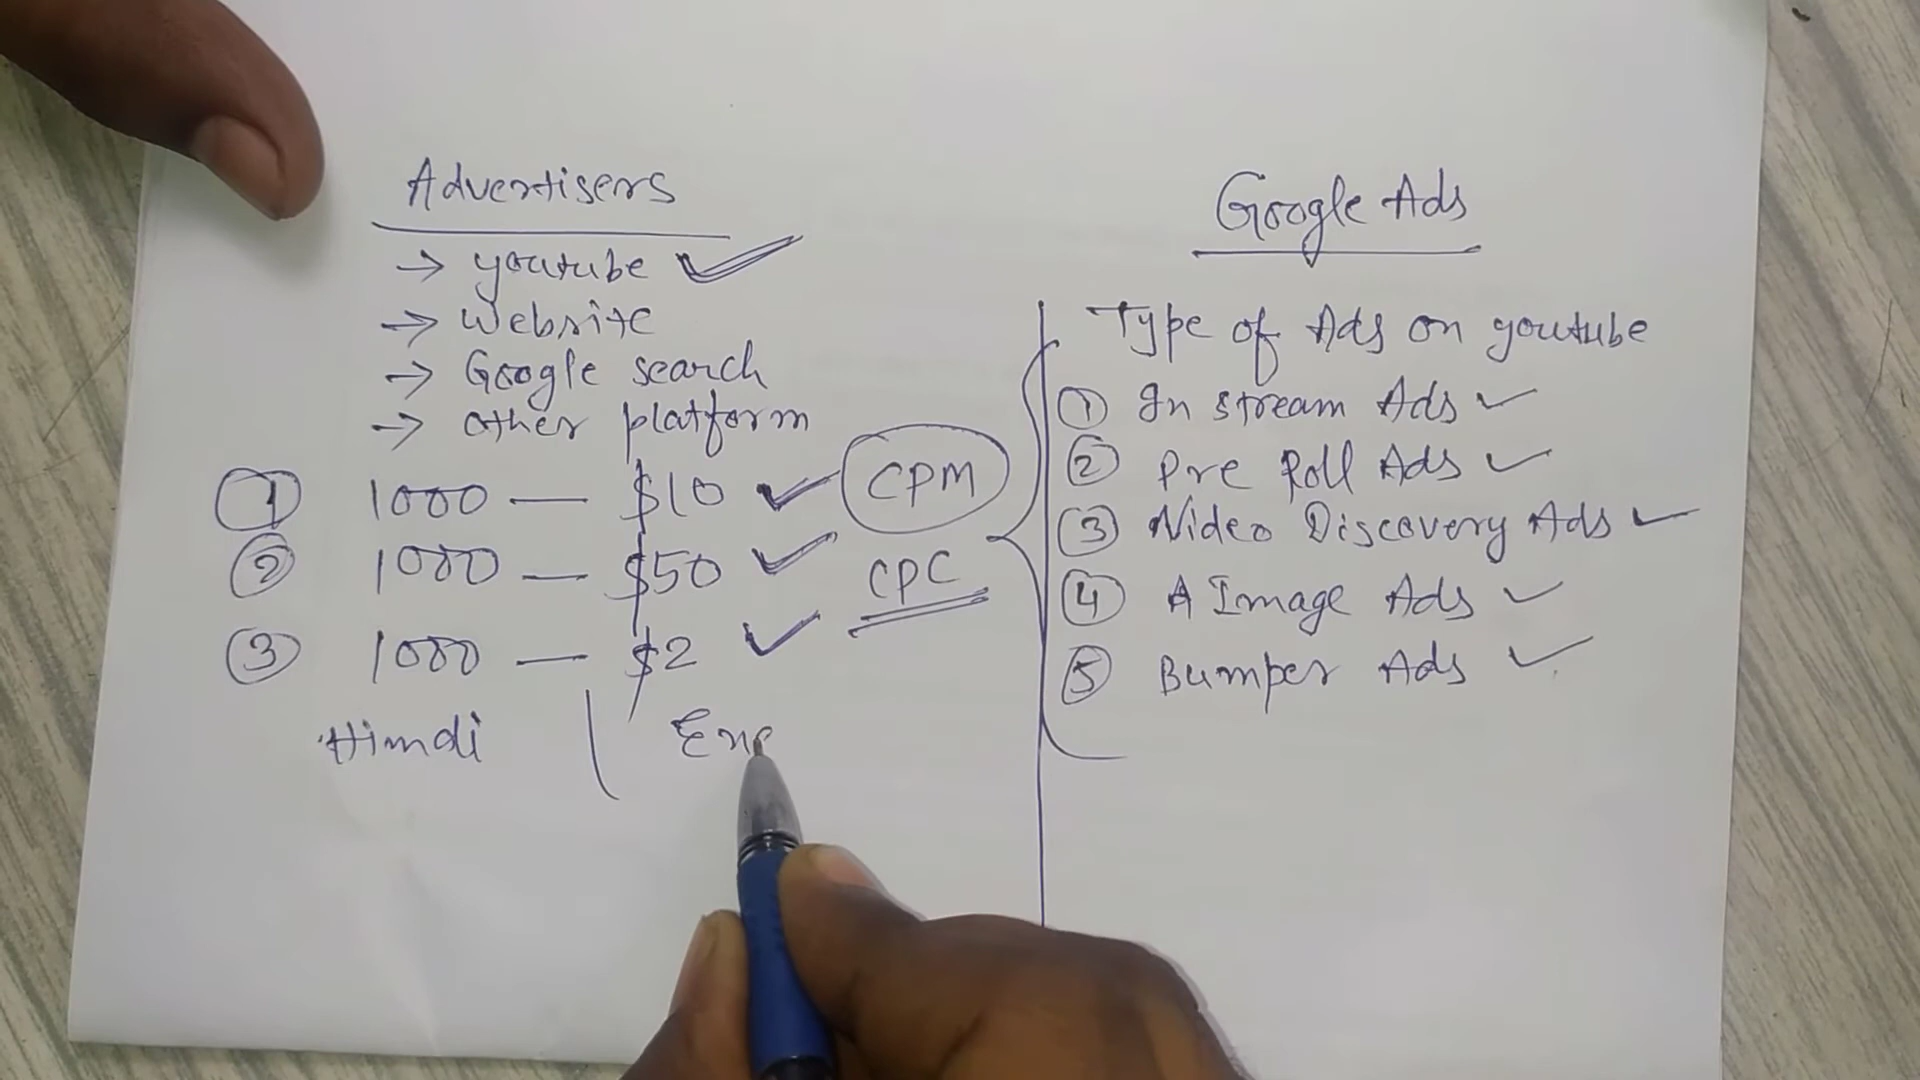 Advertisers
→ youtube ✓
→ Website
→ Google search
→ other platform
① 1000 — $10 ✓ CPM
② 1000 — $50 ✓ CPC
③ 1000 — $2 ✓
Hindi | Eng
Google Ads
Type of Ads on youtube
① In stream Ads ✓
② Pre Roll Ads ✓
③ Video Discovery Ads ✓
④ A Image Ads ✓
⑤ Bumper Ads ✓